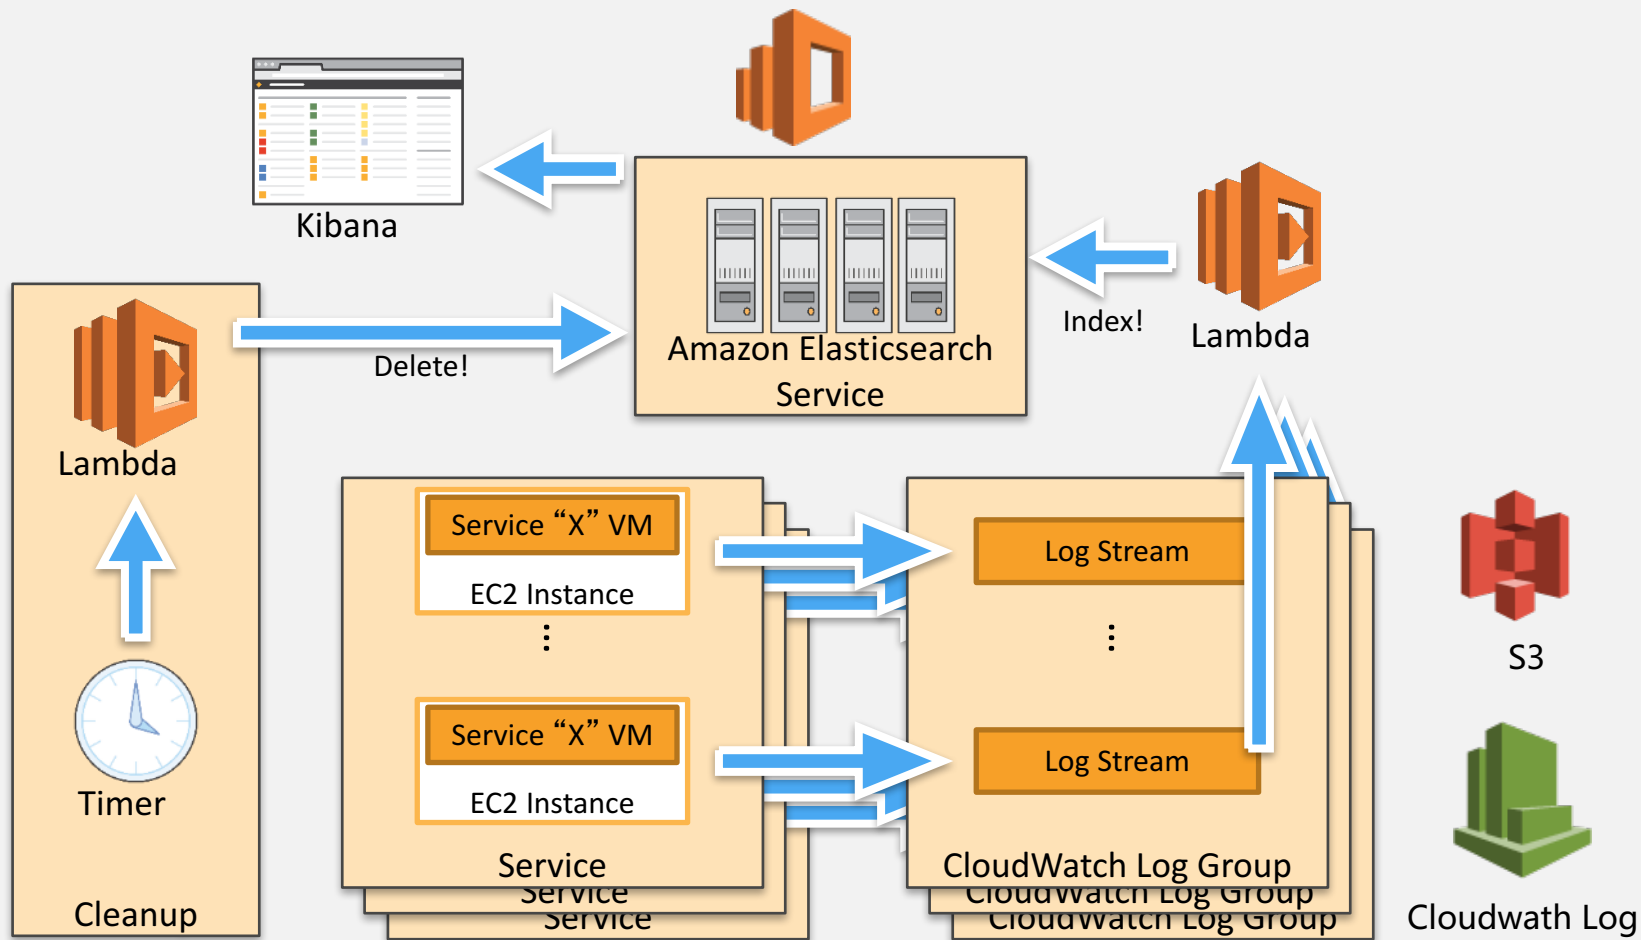 Kibana
Amazon Elasticsearch
Service
Index!
Lambda
Delete!
Lambda
Timer
Cleanup
Service “X” VM
EC2 Instance
⋮
Service “X” VM
EC2 Instance
Service
Service
Service
Log Stream
⋮
Log Stream
CloudWatch Log Group
CloudWatch Log Group
CloudWatch Log Group
S3
Cloudwath Log